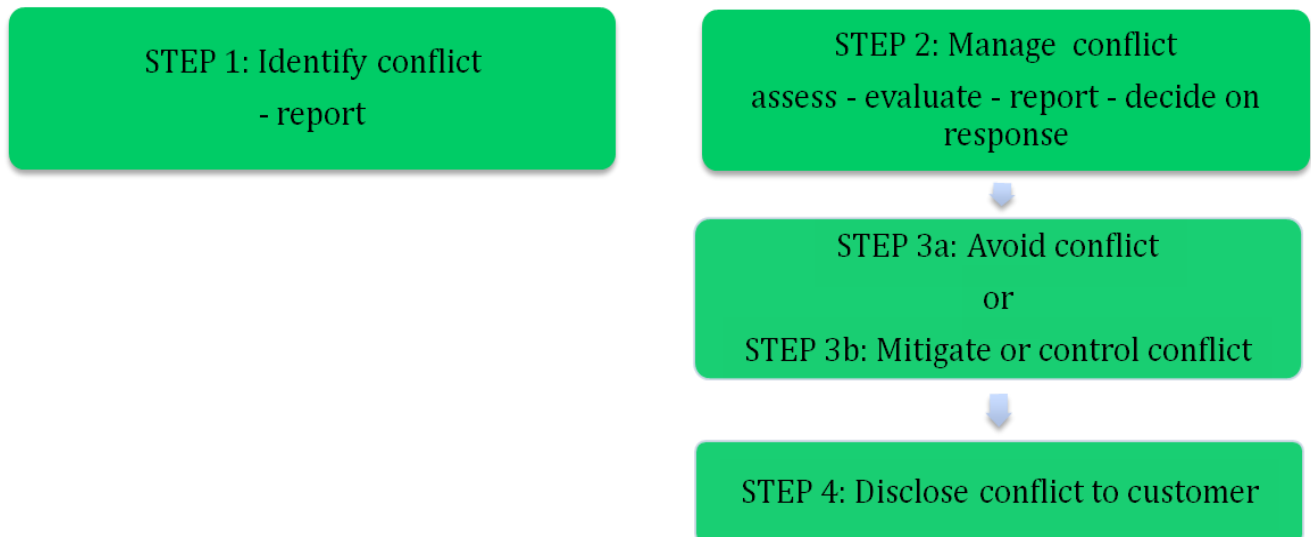 STEP 1: Identify conflict
- report
STEP 2: Manage conflict
assess - evaluate - report - decide on
response
STEP 3a: Avoid conflict
or
STEP 3b: Mitigate or control conflict
STEP 4: Disclose conflict to customer